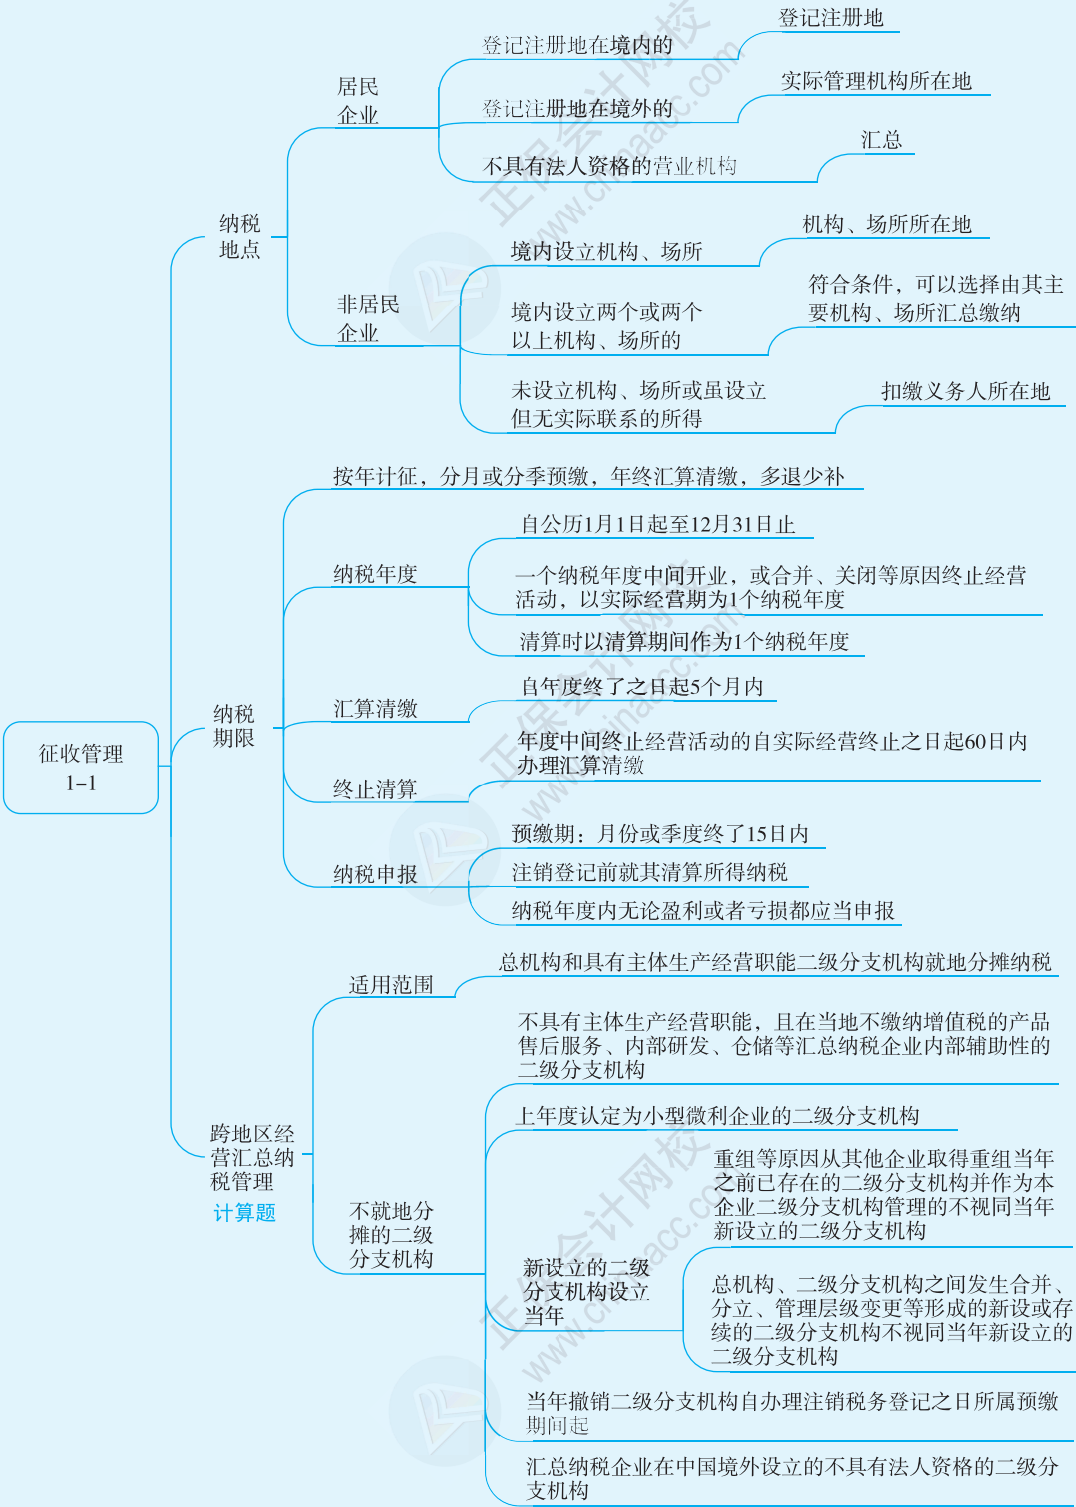 征收管理
1-1
纳税
地点
居民
企业
登记注册地在境内的
登记注册地
登记注册地在境外的
实际管理机构所在地
不具有法人资格的营业机构
汇总
非居民
企业
境内设立机构、场所
机构、场所所在地
境内设立两个或两个
以上机构、场所的
符合条件，可以选择由其主
要机构、场所汇总缴纳
未设立机构、场所或虽设立
但无实际联系的所得
扣缴义务人所在地
纳税
期限
按年计征，分月或分季预缴，年终汇算清缴，多退少补
纳税年度
自公历1月1日起至12月31日止
一个纳税年度中间开业，或合并、关闭等原因终止经营
活动，以实际经营期为1个纳税年度
清算时以清算期间作为1个纳税年度
汇算清缴
自年度终了之日起5个月内
终止清算
年度中间终止经营活动的自实际经营终止之日起60日内
办理汇算清缴
纳税申报
预缴期：月份或季度终了15日内
注销登记前就其清算所得纳税
纳税年度内无论盈利或者亏损都应当申报
跨地区经
营汇总纳
税管理
计算题
适用范围
总机构和具有主体生产经营职能二级分支机构就地分摊纳税
不就地分
摊的二级
分支机构
不具有主体生产经营职能，且在当地不缴纳增值税的产品
售后服务、内部研发、仓储等汇总纳税企业内部辅助性的
二级分支机构
上年度认定为小型微利企业的二级分支机构
新设立的二级
分支机构设立
当年
重组等原因从其他企业取得重组当年
之前已存在的二级分支机构并作为本
企业二级分支机构管理的不视同当年
新设立的二级分支机构
总机构、二级分支机构之间发生合并、
分立、管理层级变更等形成的新设或存
续的二级分支机构不视同当年新设立的
二级分支机构
当年撤销二级分支机构自办理注销税务登记之日所属预缴
期间起
汇总纳税企业在中国境外设立的不具有法人资格的二级分
支机构
正保会计网校
www.chinaacc.com
正保会计网校
www.chinaacc.com
正保会计网校
www.chinaacc.com